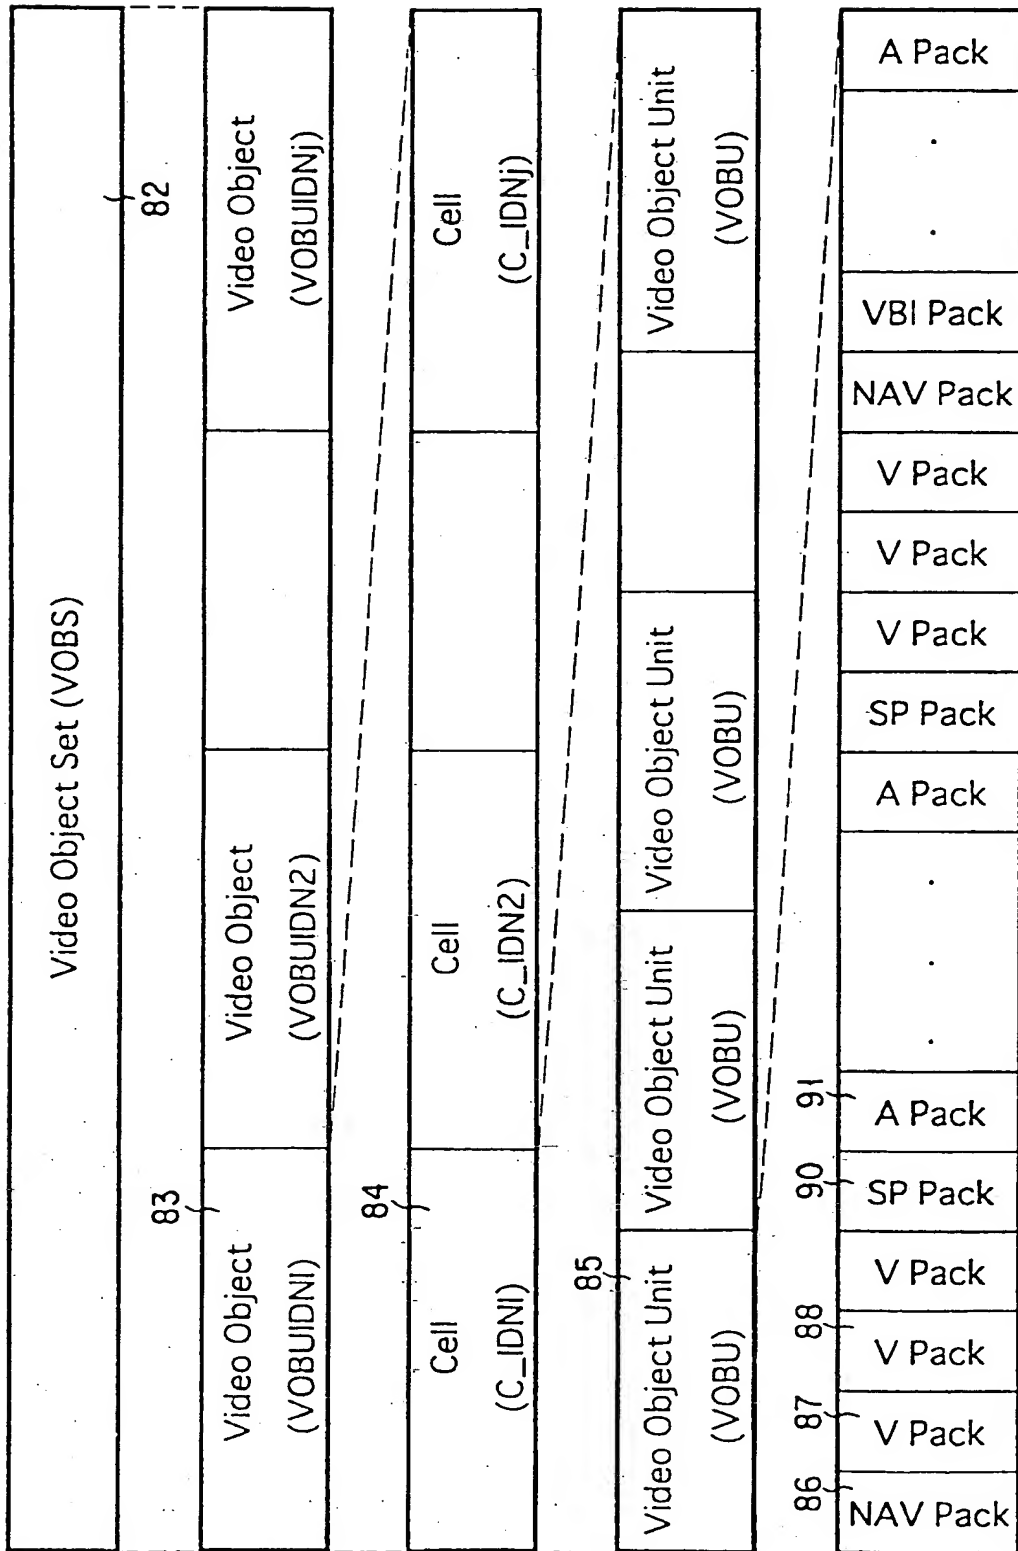 Video Object Set (VOBS)
82
83
Video Object
(VOBUIDN1)
Video Object
(VOBUIDN2)
Video Object
(VOBUIDNj)
84
Cell
(C_IDN1)
Cell
(C_IDN2)
Cell
(C_IDNj)
85
Video Object Unit
(VOBU)
Video Object Unit
(VOBU)
Video Object Unit
(VOBU)
Video Object Unit
(VOBU)
86
87
88
90
91
NAV Pack
V Pack
V Pack
V Pack
SP Pack
A Pack
. . .
A Pack
SP Pack
V Pack
V Pack
V Pack
NAV Pack
VBI Pack
. .
A Pack